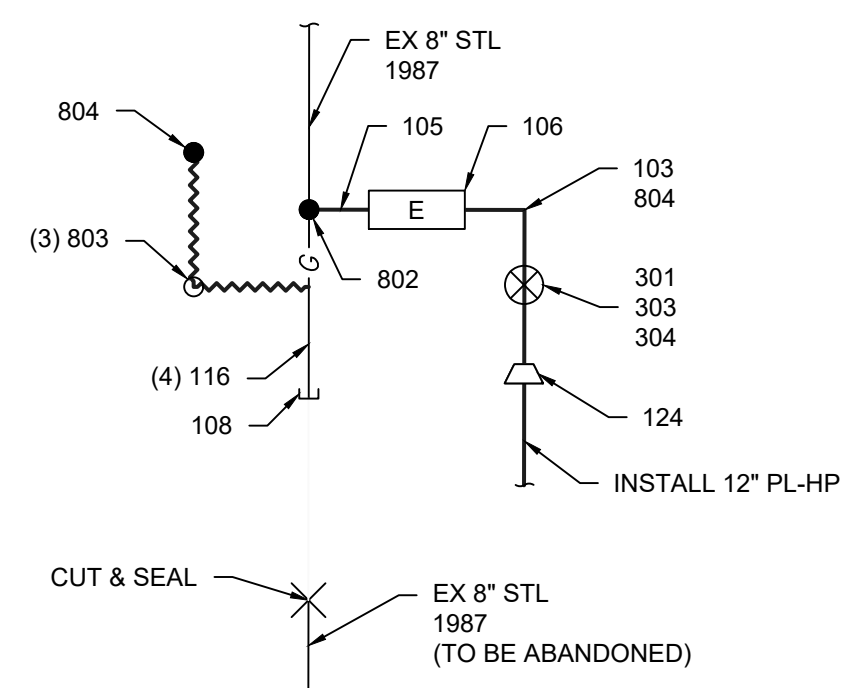 EX 8" STL
1987
804
105
106
103
804
E
(3) 803
G
802
301
303
304
(4) 116
108
124
INSTALL 12" PL-HP
CUT & SEAL
EX 8" STL
1987
(TO BE ABANDONED)